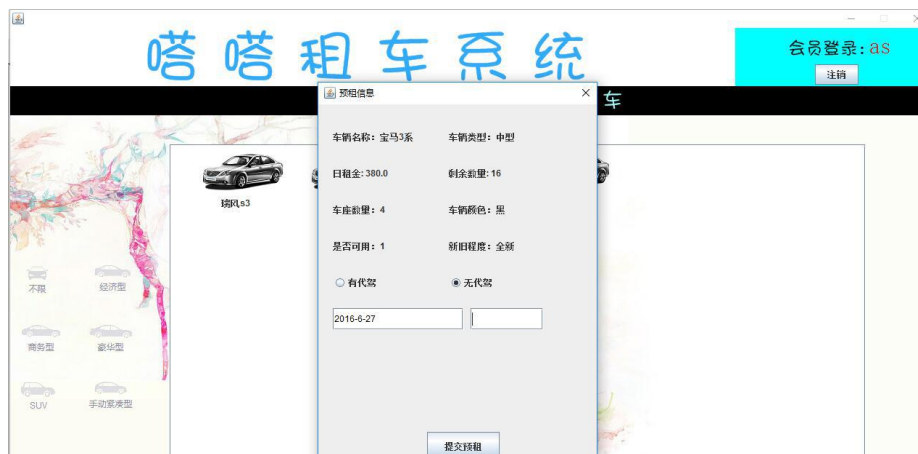 嗒嗒租车系统
会员登录：as
注销
车
预租信息
车辆名称：宝马3系 车辆类型：中型
日租金: 380.0 剩余数量: 16
车座数量：4 车辆颜色：黑
是否可用：1 新旧程度：全新
有代驾 无代驾
2016-6-27
提交预租
瑞风s3
不限 经济型
商务型 豪华型
SUV 手动紧凑型